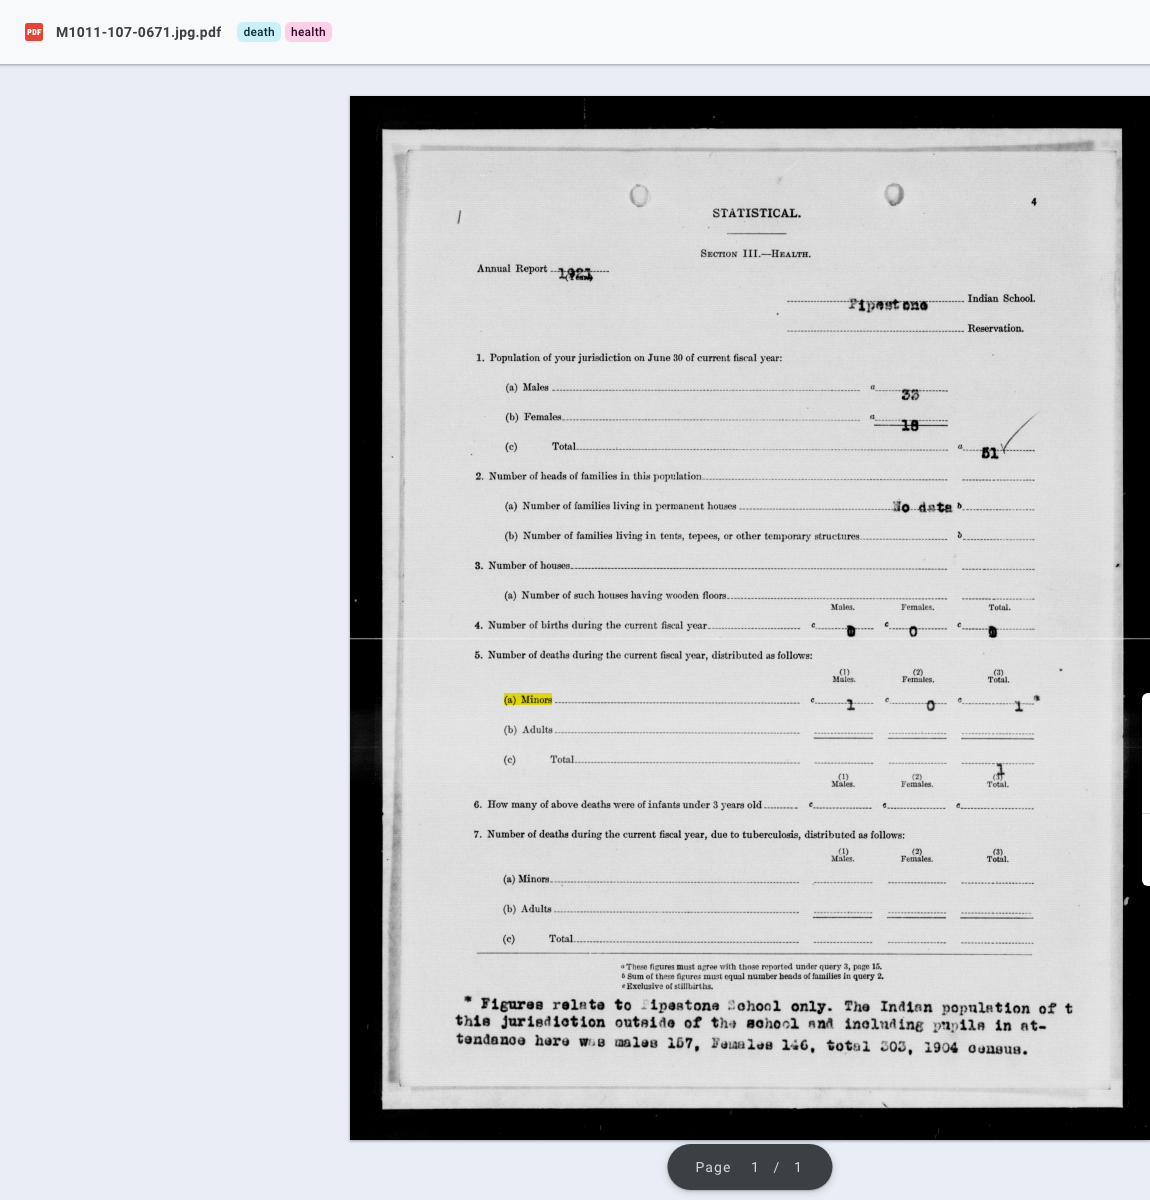 PDF M1011-107-0671.jpg.pdf death health
4
STATISTICAL.
SECTION III.—HEALTH.
Annual Report 1921
(Year)
Pipestone Indian School.
Reservation.
1. Population of your jurisdiction on June 30 of current fiscal year:
(a) Males a 33
(b) Females a 18
(c) Total a 51
2. Number of heads of families in this population
(a) Number of families living in permanent houses No data b
(b) Number of families living in tents, tepees, or other temporary structures b
3. Number of houses
(a) Number of such houses having wooden floors
Males. Females. Total.
4. Number of births during the current fiscal year c 0 c 0 c 0
5. Number of deaths during the current fiscal year, distributed as follows:
(1) (2) (3)
Males. Females. Total.
(a) Minors c 1 c 0 c 1*
(b) Adults
(c) Total 1
(1) (2) (3)
Males. Females. Total.
6. How many of above deaths were of infants under 3 years old c c c
7. Number of deaths during the current fiscal year, due to tuberculosis, distributed as follows:
(1) (2) (3)
Males. Females. Total.
(a) Minors
(b) Adults
(c) Total
a These figures must agree with those reported under query 3, page 15.
b Sum of these figures must equal number heads of families in query 2.
c Exclusive of stillbirths.
* Figures relate to Pipestone School only. The Indian population of t
this jurisdiction outside of the school and including pupils in at-
tendance here was males 157, Females 146, total 303, 1904 census.
Page 1 / 1